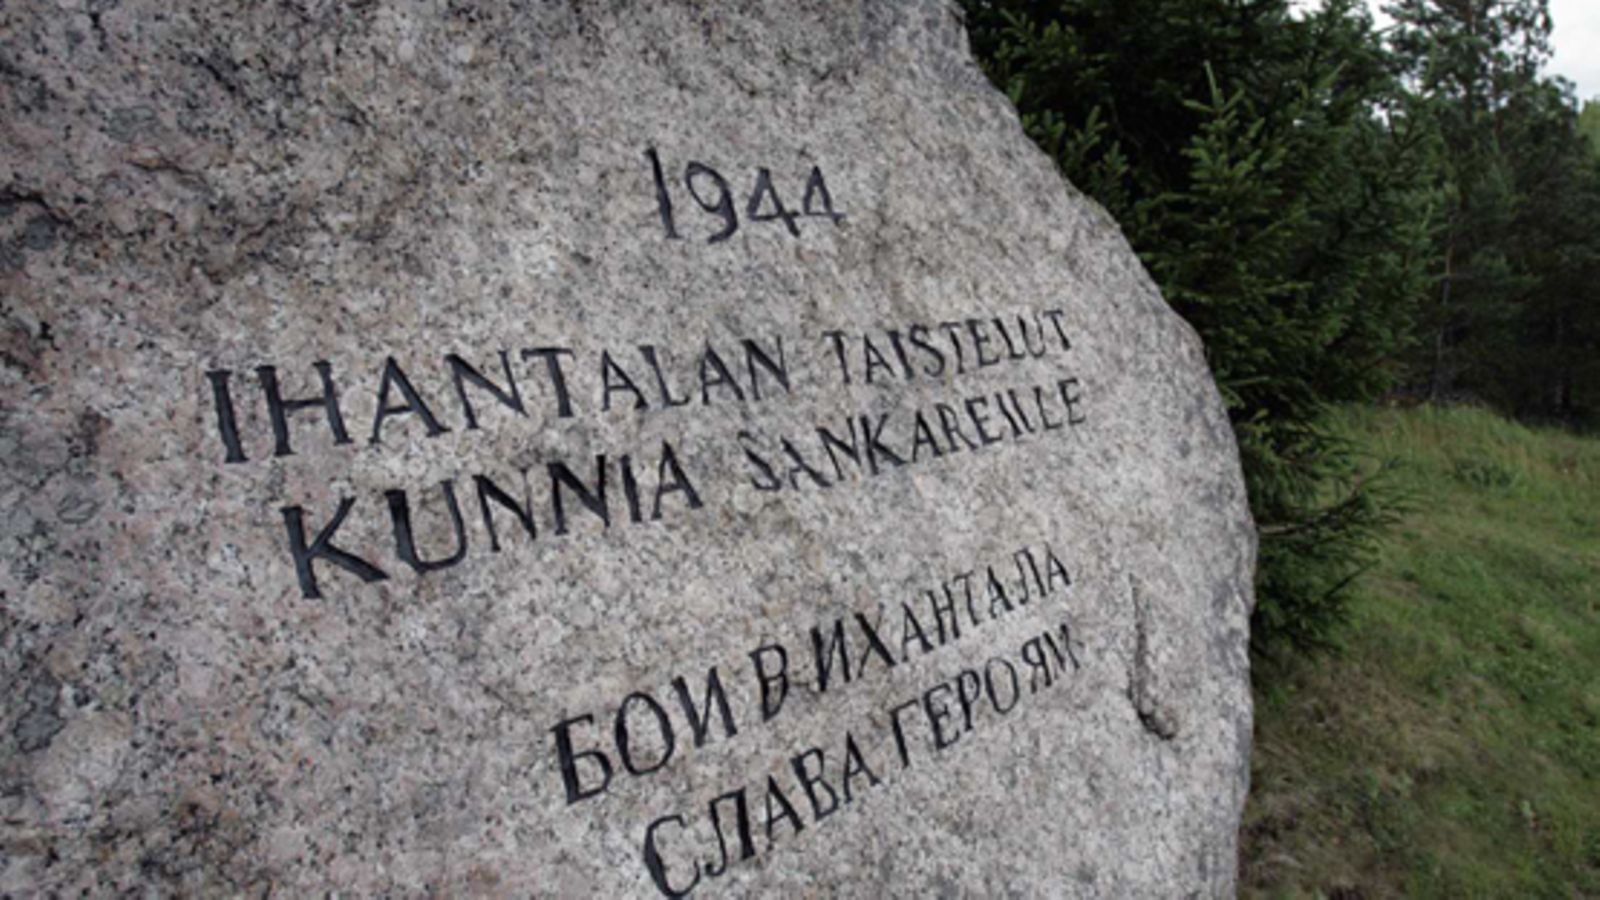 1944
IHANTALAN TAISTELUT
KUNNIA SANKAREILLE
БОИ В ИХАНТАЛА
СЛАВА ГЕРОЯМ